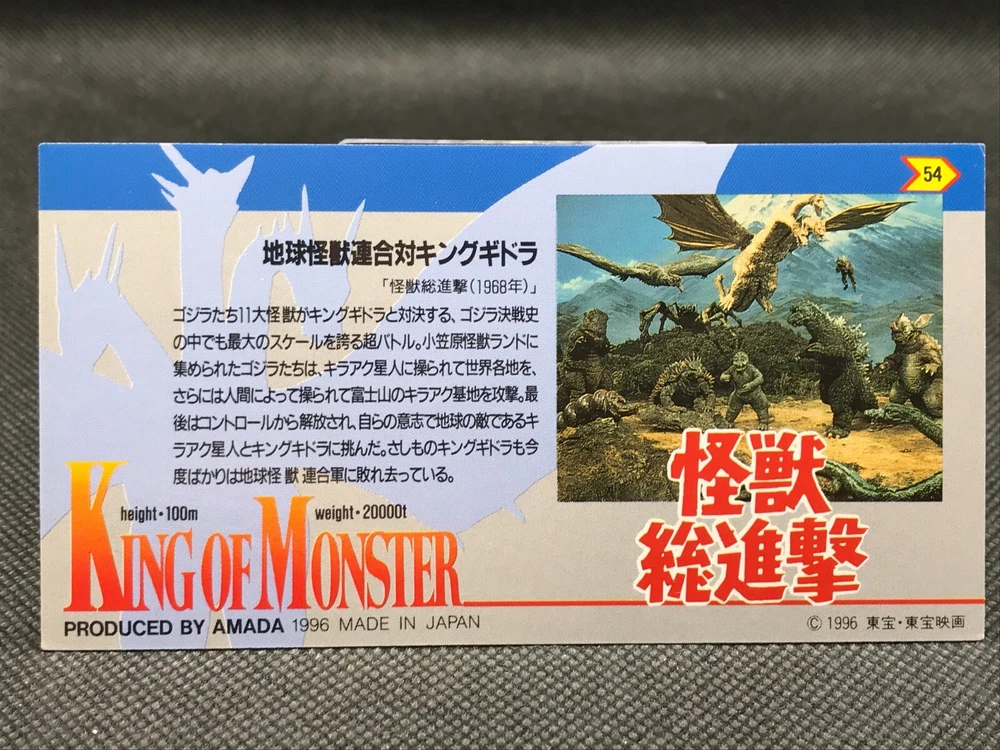 54
地球怪獣連合対キングギドラ
「怪獣総進撃(1968年)」
ゴジラたち11大怪獣がキングギドラと対決する、ゴジラ決戦史
の中でも最大のスケールを誇る超バトル。小笠原怪獣ランドに
集められたゴジラたちは、キラアク星人に操られて世界各地を、
さらには人間によって操られて富士山のキラアク基地を攻撃。最
後はコントロールから解放され、自らの意志で地球の敵であるキ
ラアク星人とキングギドラに挑んだ。さしものキングギドラも今
度ばかりは地球怪獣連合軍に敗れ去っている。
height・100m weight・20000t
KING OF MONSTER
怪獣
総進撃
PRODUCED BY AMADA 1996 MADE IN JAPAN
© 1996 東宝・東宝映画